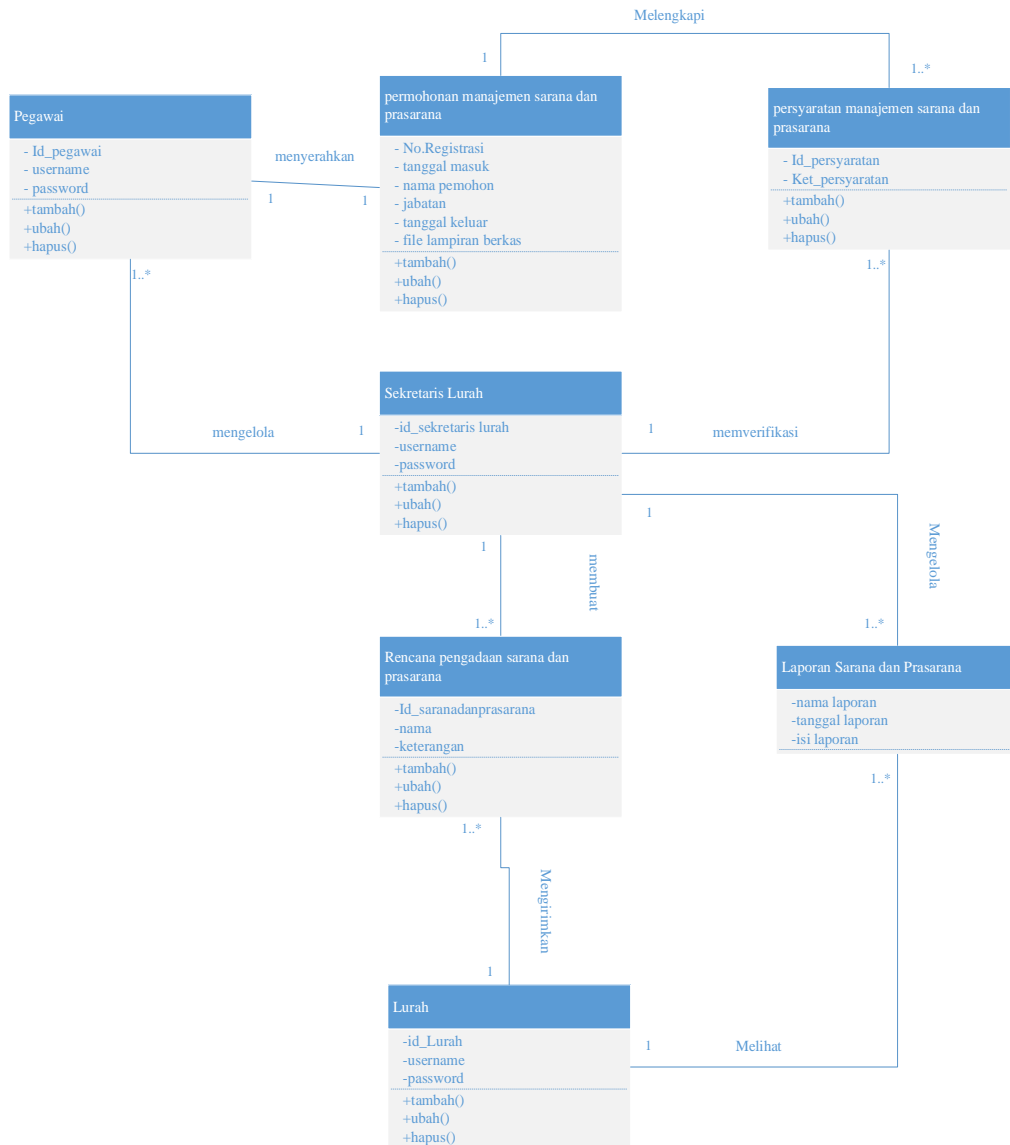 Melengkapi
1
1..*
permohonan manajemen sarana dan
prasarana
- No.Registrasi
- tanggal masuk
- nama pemohon
- jabatan
- tanggal keluar
- file lampiran berkas
+tambah()
+ubah()
+hapus()
persyaratan manajemen sarana dan
prasarana
- Id_persyaratan
- Ket_persyaratan
+tambah()
+ubah()
+hapus()
Pegawai
- Id_pegawai
- username
- password
+tambah()
+ubah()
+hapus()
menyerahkan
1
1
1..*
1..*
Sekretaris Lurah
-id_sekretaris lurah
-username
-password
+tambah()
+ubah()
+hapus()
mengelola
1
1
memverifikasi
1
Mengelola
1
membuat
1..*
1..*
Rencana pengadaan sarana dan
prasarana
-Id_saranadanprasarana
-nama
-keterangan
+tambah()
+ubah()
+hapus()
Laporan Sarana dan Prasarana
-nama laporan
-tanggal laporan
-isi laporan
1..*
1..*
Mengirimkan
1
Lurah
-id_Lurah
-username
-password
+tambah()
+ubah()
+hapus()
1
Melihat